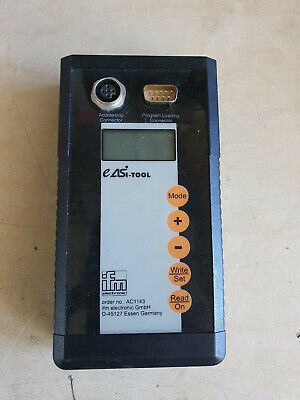 Addressing
Connector
Program Loading
Connector
eASi-TOOL
Mode
+
-
Write
Set
Read
On
ifm
electronic
order no. AC1143
ifm electronic GmbH
D-45127 Essen Germany